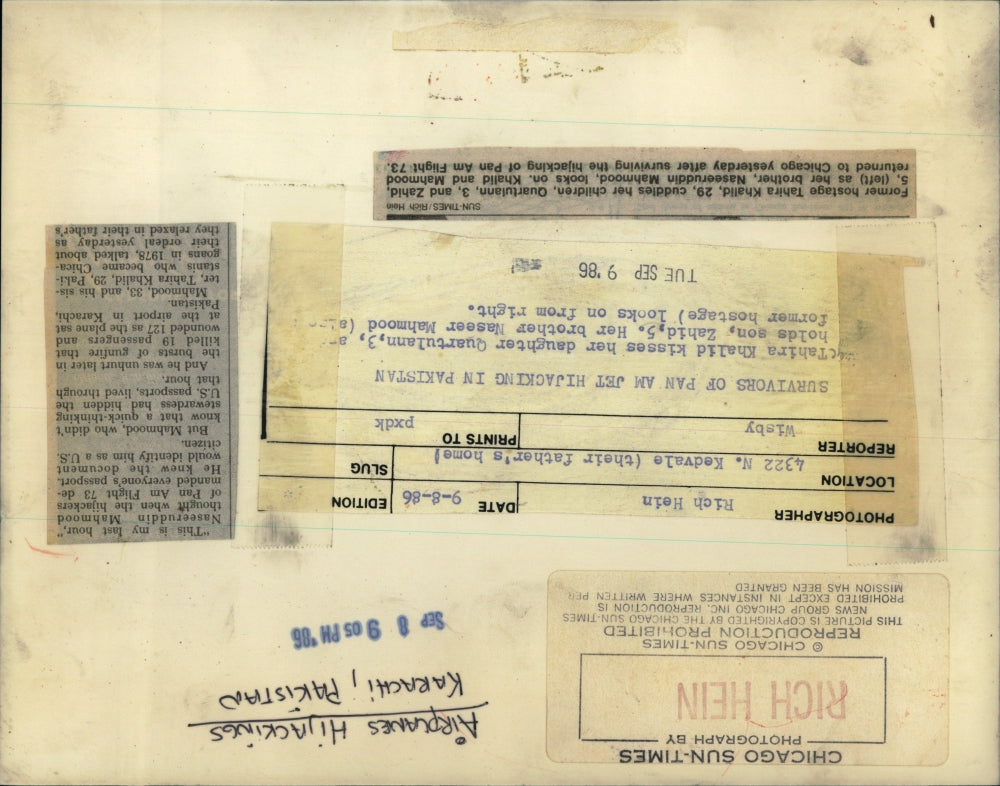 CHICAGO SUN-TIMES
PHOTOGRAPH BY
RICH HEIN
© CHICAGO SUN-TIMES
REPRODUCTION PROHIBITED
THIS PICTURE IS COPYRIGHTED BY THE CHICAGO SUN-TIMES
NEWS GROUP CHICAGO INC. REPRODUCTION IS
PROHIBITED EXCEPT IN INSTANCES WHERE WRITTEN PER
MISSION HAS BEEN GRANTED
AIRPLANES HIJACKINGS
KARACHI, PAKISTAN
SEP 8 9 05 PM '86
PHOTOGRAPHER Rich Hein DATE 9-8-86 EDITION
LOCATION 4322 N. Kedvale (their father's home) SLUG
REPORTER Wisby PRINTS TO pxdk
SURVIVORS OF PAN AM JET HIJACKING IN PAKISTAN
Tahira Khalid kisses her daughter Quartulann,3, a
holds son, Zahid,5. Her brother Naseer Mahmood (a
former hostage) looks on from right.
TUE SEP 9 '86
"This is my last hour,"
Naseeruddin Mahmood
thought when the hijackers
of Pan Am Flight 73 de-
manded everyone's passport.
He knew the document
would identify him as a U.S.
citizen.
But Mahmood, who didn't
know that a quick-thinking
stewardess had hidden the
U.S. passports, lived through
that hour.
And he was unhurt later in
the bursts of gunfire that
killed 19 passengers and
wounded 127 as the plane sat
at the airport in Karachi,
Pakistan.
Mahmood, 33, and his sis-
ter, Tahira Khalid, 29, Paki-
stanis who became Chica-
goans in 1978, talked about
their ordeal yesterday as
they relaxed in their father's
SUN-TIMES/Rich Hein
Former hostage Tahira Khalid, 29, cuddles her children, Quartulann, 3, and Zahid,
5, (left) as her brother, Naseeruddin Mahmood, looks on. Khalid and Mahmood
returned to Chicago yesterday after surviving the hijacking of Pan Am Flight 73.